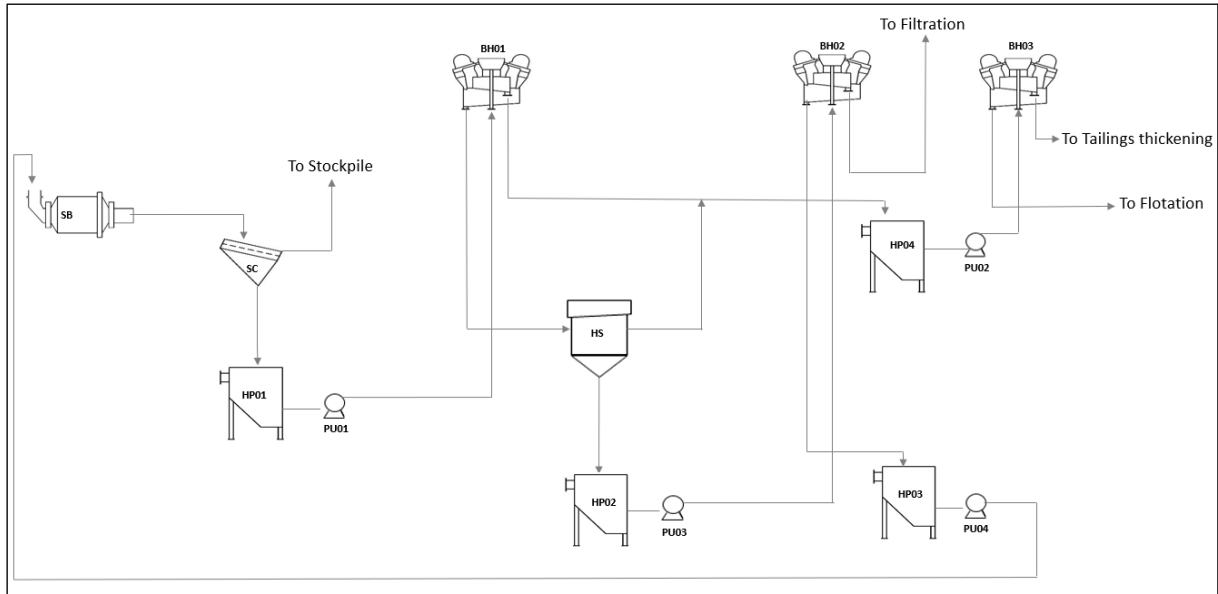 To Filtration
BH01
BH02
BH03
To Tailings thickening
To Stockpile
SB
To Flotation
HP04
SC
PU02
HS
HP01
PU01
HP03
HP02
PU03
PU04